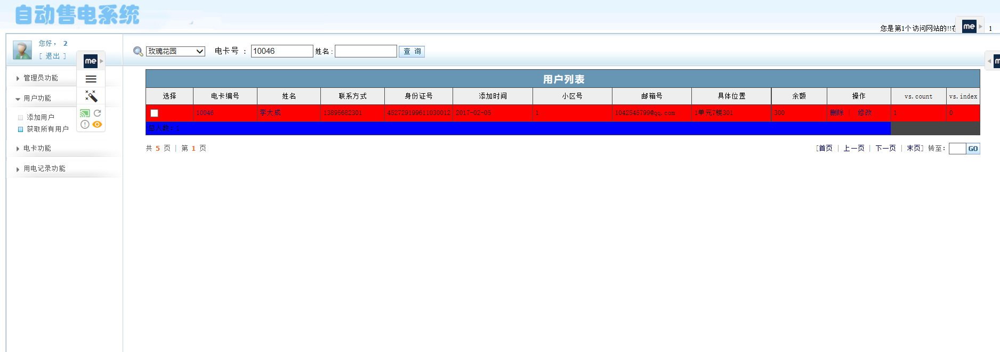 自动售电系统
您是第1个访问网站的!!在
me
1
您好， 2
[ 退出 ]
me
玫瑰花园 电卡号 : 10046 姓名: 查 询
管理员功能
用户功能
添加用户
获取所有用户
电卡功能
用电记录功能
用户列表
选择 电卡编号 姓名 联系方式 身份证号 添加时间 小区号 邮箱号 具体位置 余额 操作 vs.count vs.index
10046 李大成 13895682301 452729199611030012 2017-02-05 1 1042545799@qq.com 1单元7楼301 300 删除 | 修改 1 0
总人数: 1
共 5 页 | 第 1 页
[首页 | 上一页 | 下一页 | 末页] 转至: GO